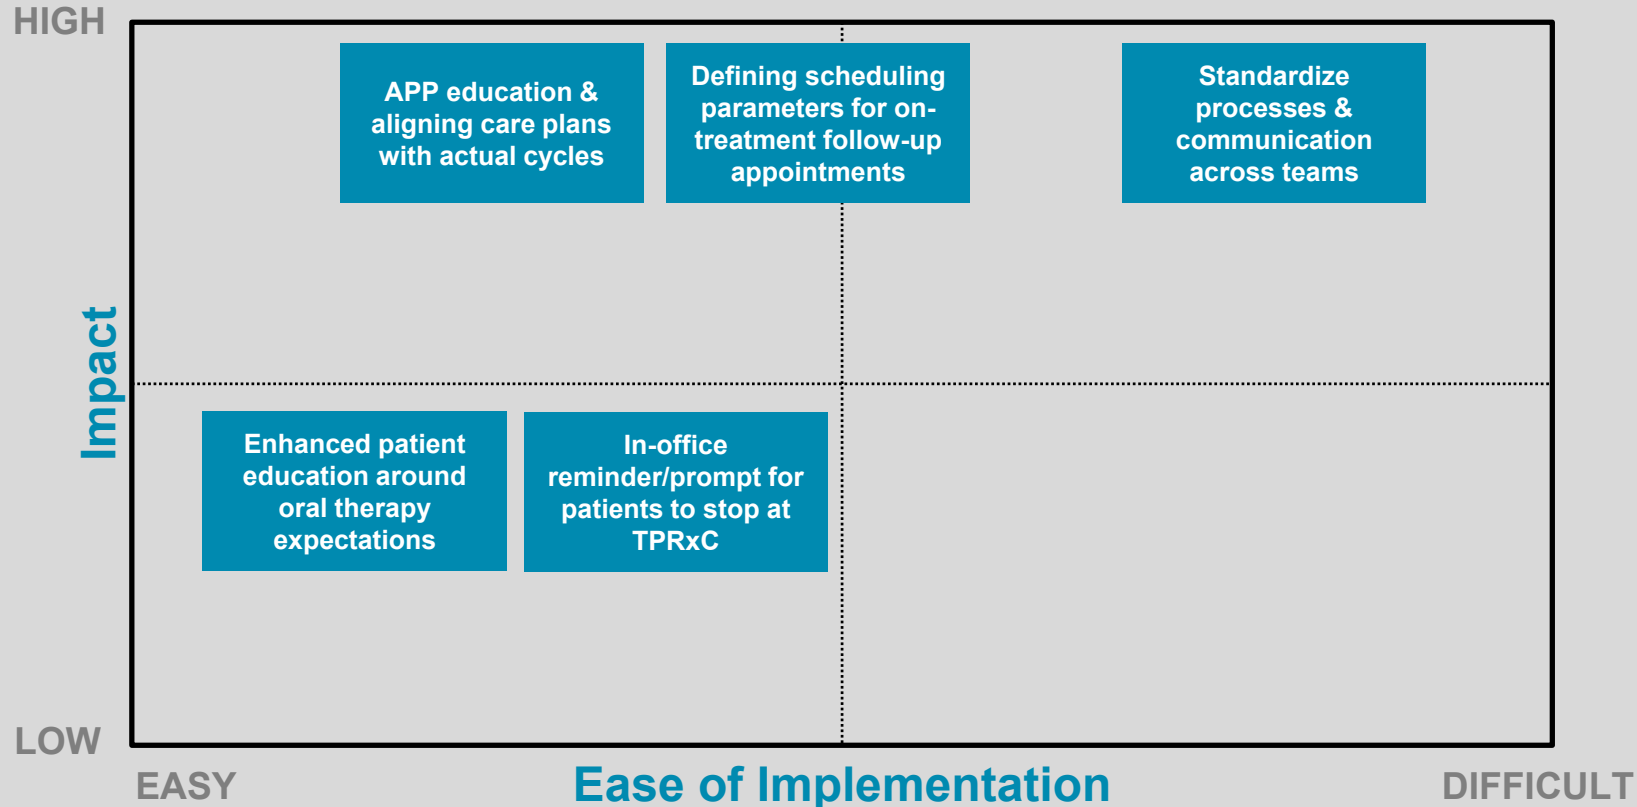 HIGH
APP education &
aligning care plans
with actual cycles
Defining scheduling
parameters for on-
treatment follow-up
appointments
Standardize
processes &
communication
across teams
Impact
Enhanced patient
education around
oral therapy
expectations
In-office
reminder/prompt for
patients to stop at
TPRxC
LOW
EASY
Ease of Implementation
DIFFICULT